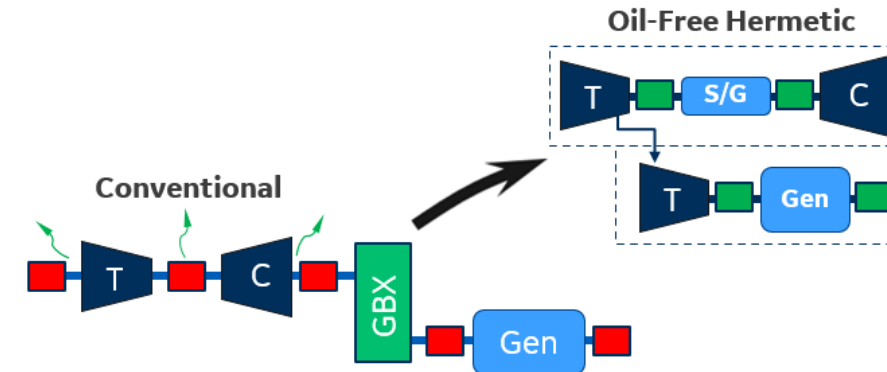 Oil-Free Hermetic
T
S/G
C
T
Gen
Conventional
T
C
GBX
Gen